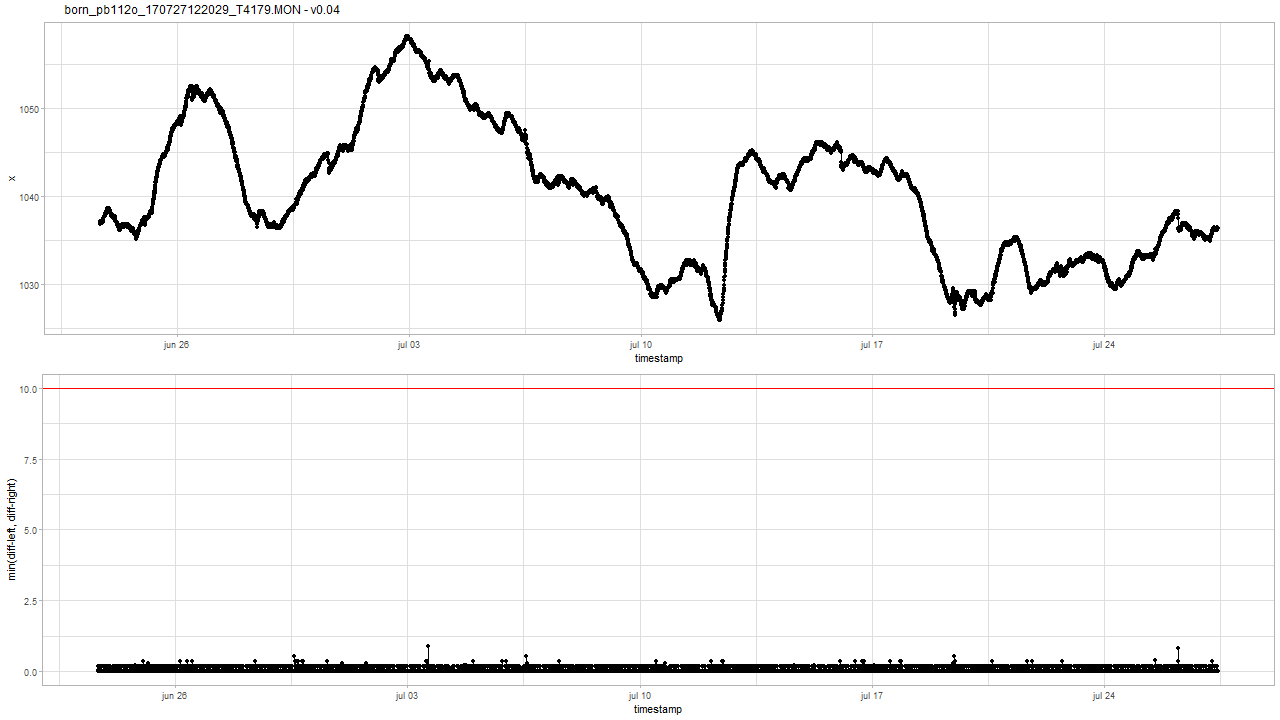 born_pb112o_170727122029_T4179.MON - v0.04
x
1050
1040
1030
jun 26
jul 03
jul 10
jul 17
jul 24
timestamp
min(diff-left, diff-right)
10.0
7.5
5.0
2.5
0.0
jun 26
jul 03
jul 10
jul 17
jul 24
timestamp